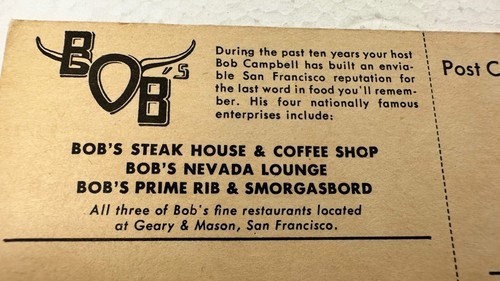 BOB's
During the past ten years your host
Bob Campbell has built an envia-
ble San Francisco reputation for
the last word in food you'll remem-
ber. His four nationally famous
enterprises include:
Post C
BOB'S STEAK HOUSE & COFFEE SHOP
BOB'S NEVADA LOUNGE
BOB'S PRIME RIB & SMORGASBORD
All three of Bob's fine restaurants located
at Geary & Mason, San Francisco.